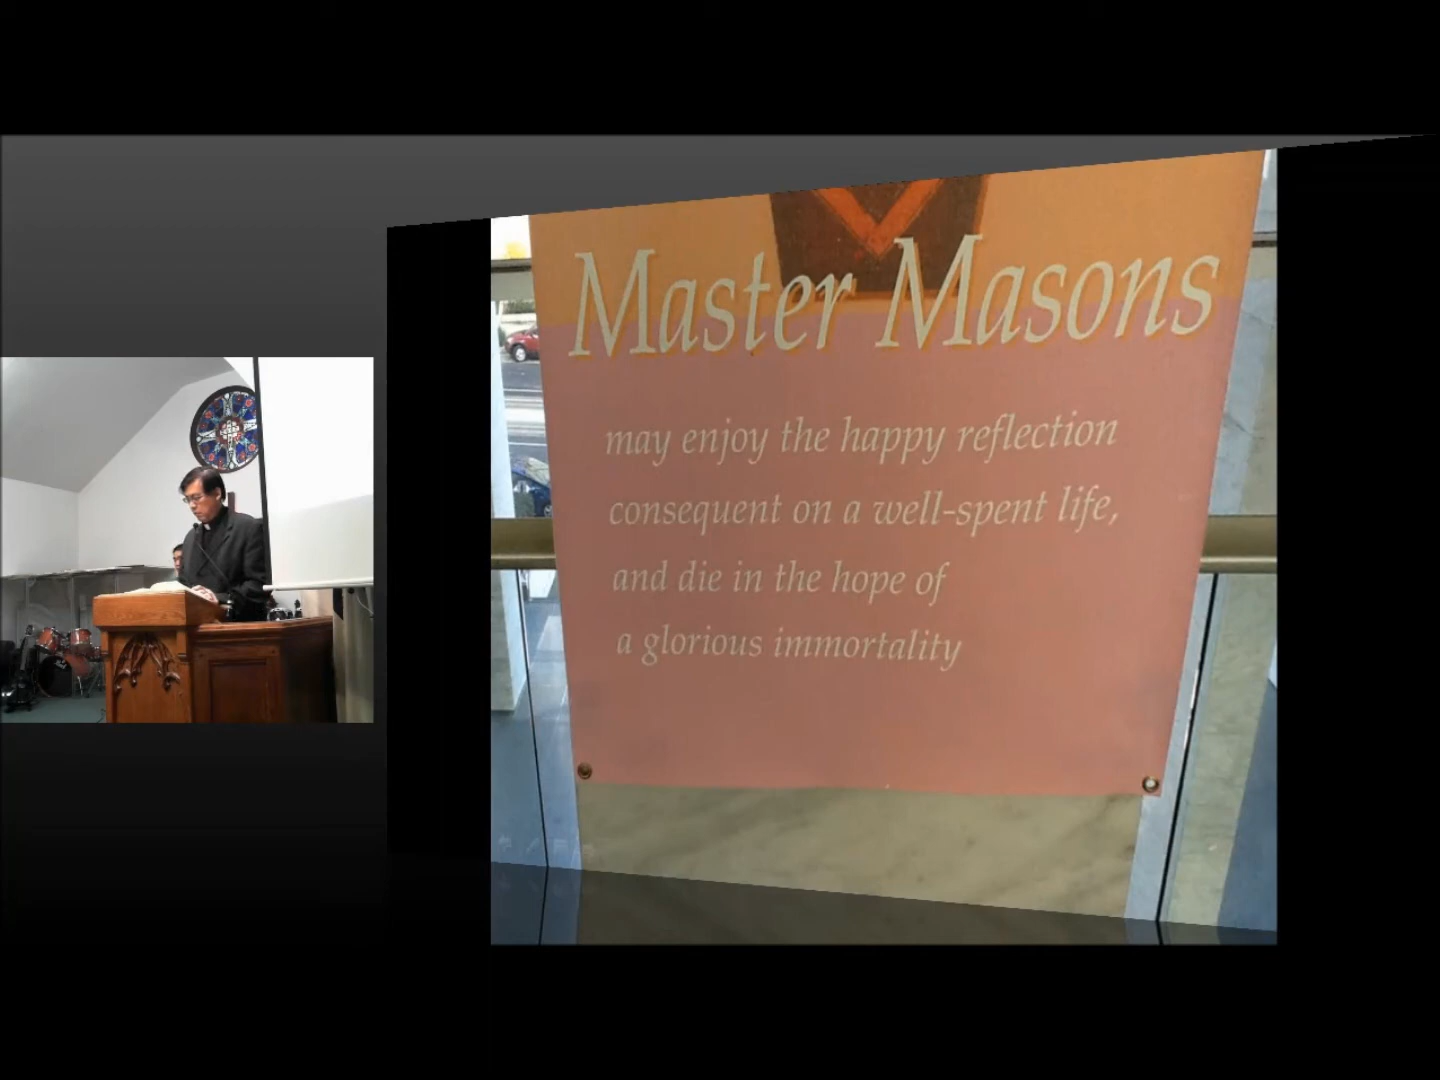 Master Masons
may enjoy the happy reflection
consequent on a well-spent life,
and die in the hope of
a glorious immortality